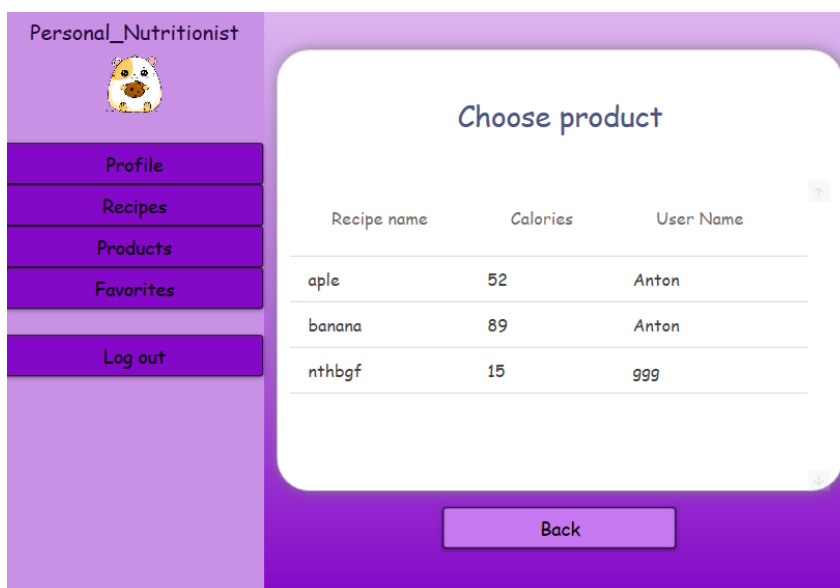 Personal_Nutritionist
Profile
Recipes
Products
Favorites
Log out
Choose product
Recipe name Calories User Name
aple 52 Anton
banana 89 Anton
nthbgf 15 ggg
Back